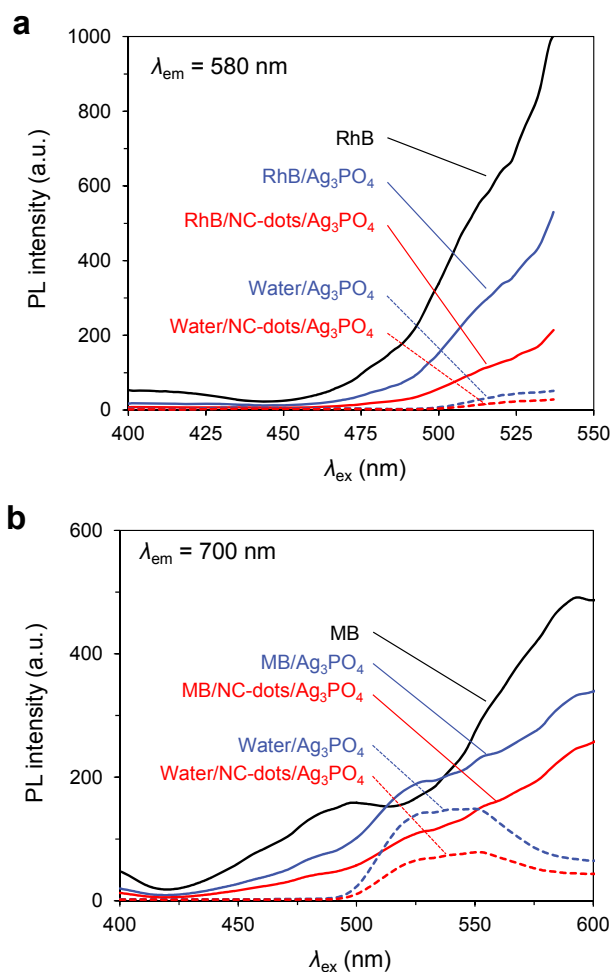 a
1000
800
600
400
200
0
PL intensity (a.u.)
λem = 580 nm
RhB
RhB/Ag₃PO₄
RhB/NC-dots/Ag₃PO₄
Water/Ag₃PO₄
Water/NC-dots/Ag₃PO₄
400 425 450 475 500 525 550
λex (nm)
b
600
400
200
0
PL intensity (a.u.)
λem = 700 nm
MB
MB/Ag₃PO₄
MB/NC-dots/Ag₃PO₄
Water/Ag₃PO₄
Water/NC-dots/Ag₃PO₄
400 450 500 550 600
λex (nm)